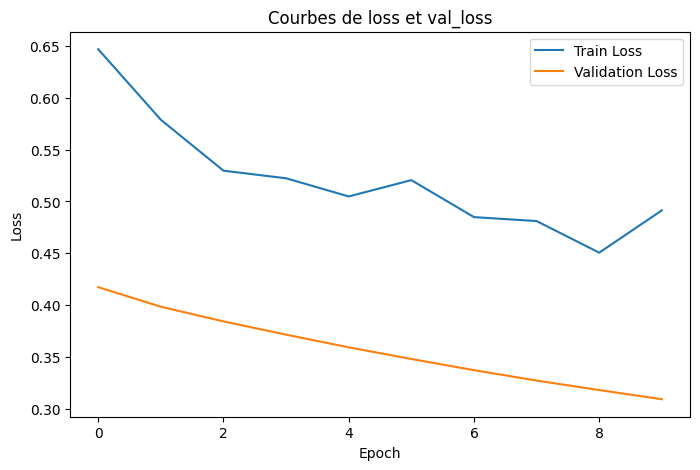 Courbes de loss et val_loss
Train Loss
Validation Loss
0.65
0.60
0.55
0.50
0.45
0.40
0.35
0.30
Loss
0 2 4 6 8
Epoch